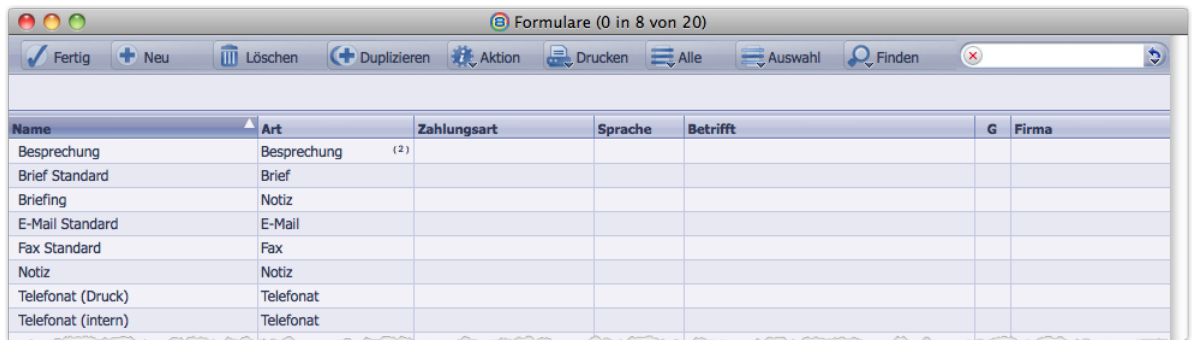 Formulare (0 in 8 von 20)
Fertig Neu Löschen Duplizieren Aktion Drucken Alle Auswahl Finden
Name Art Zahlungsart Sprache Betrifft G Firma
Besprechung Besprechung (2)
Brief Standard Brief
Briefing Notiz
E-Mail Standard E-Mail
Fax Standard Fax
Notiz Notiz
Telefonat (Druck) Telefonat
Telefonat (intern) Telefonat